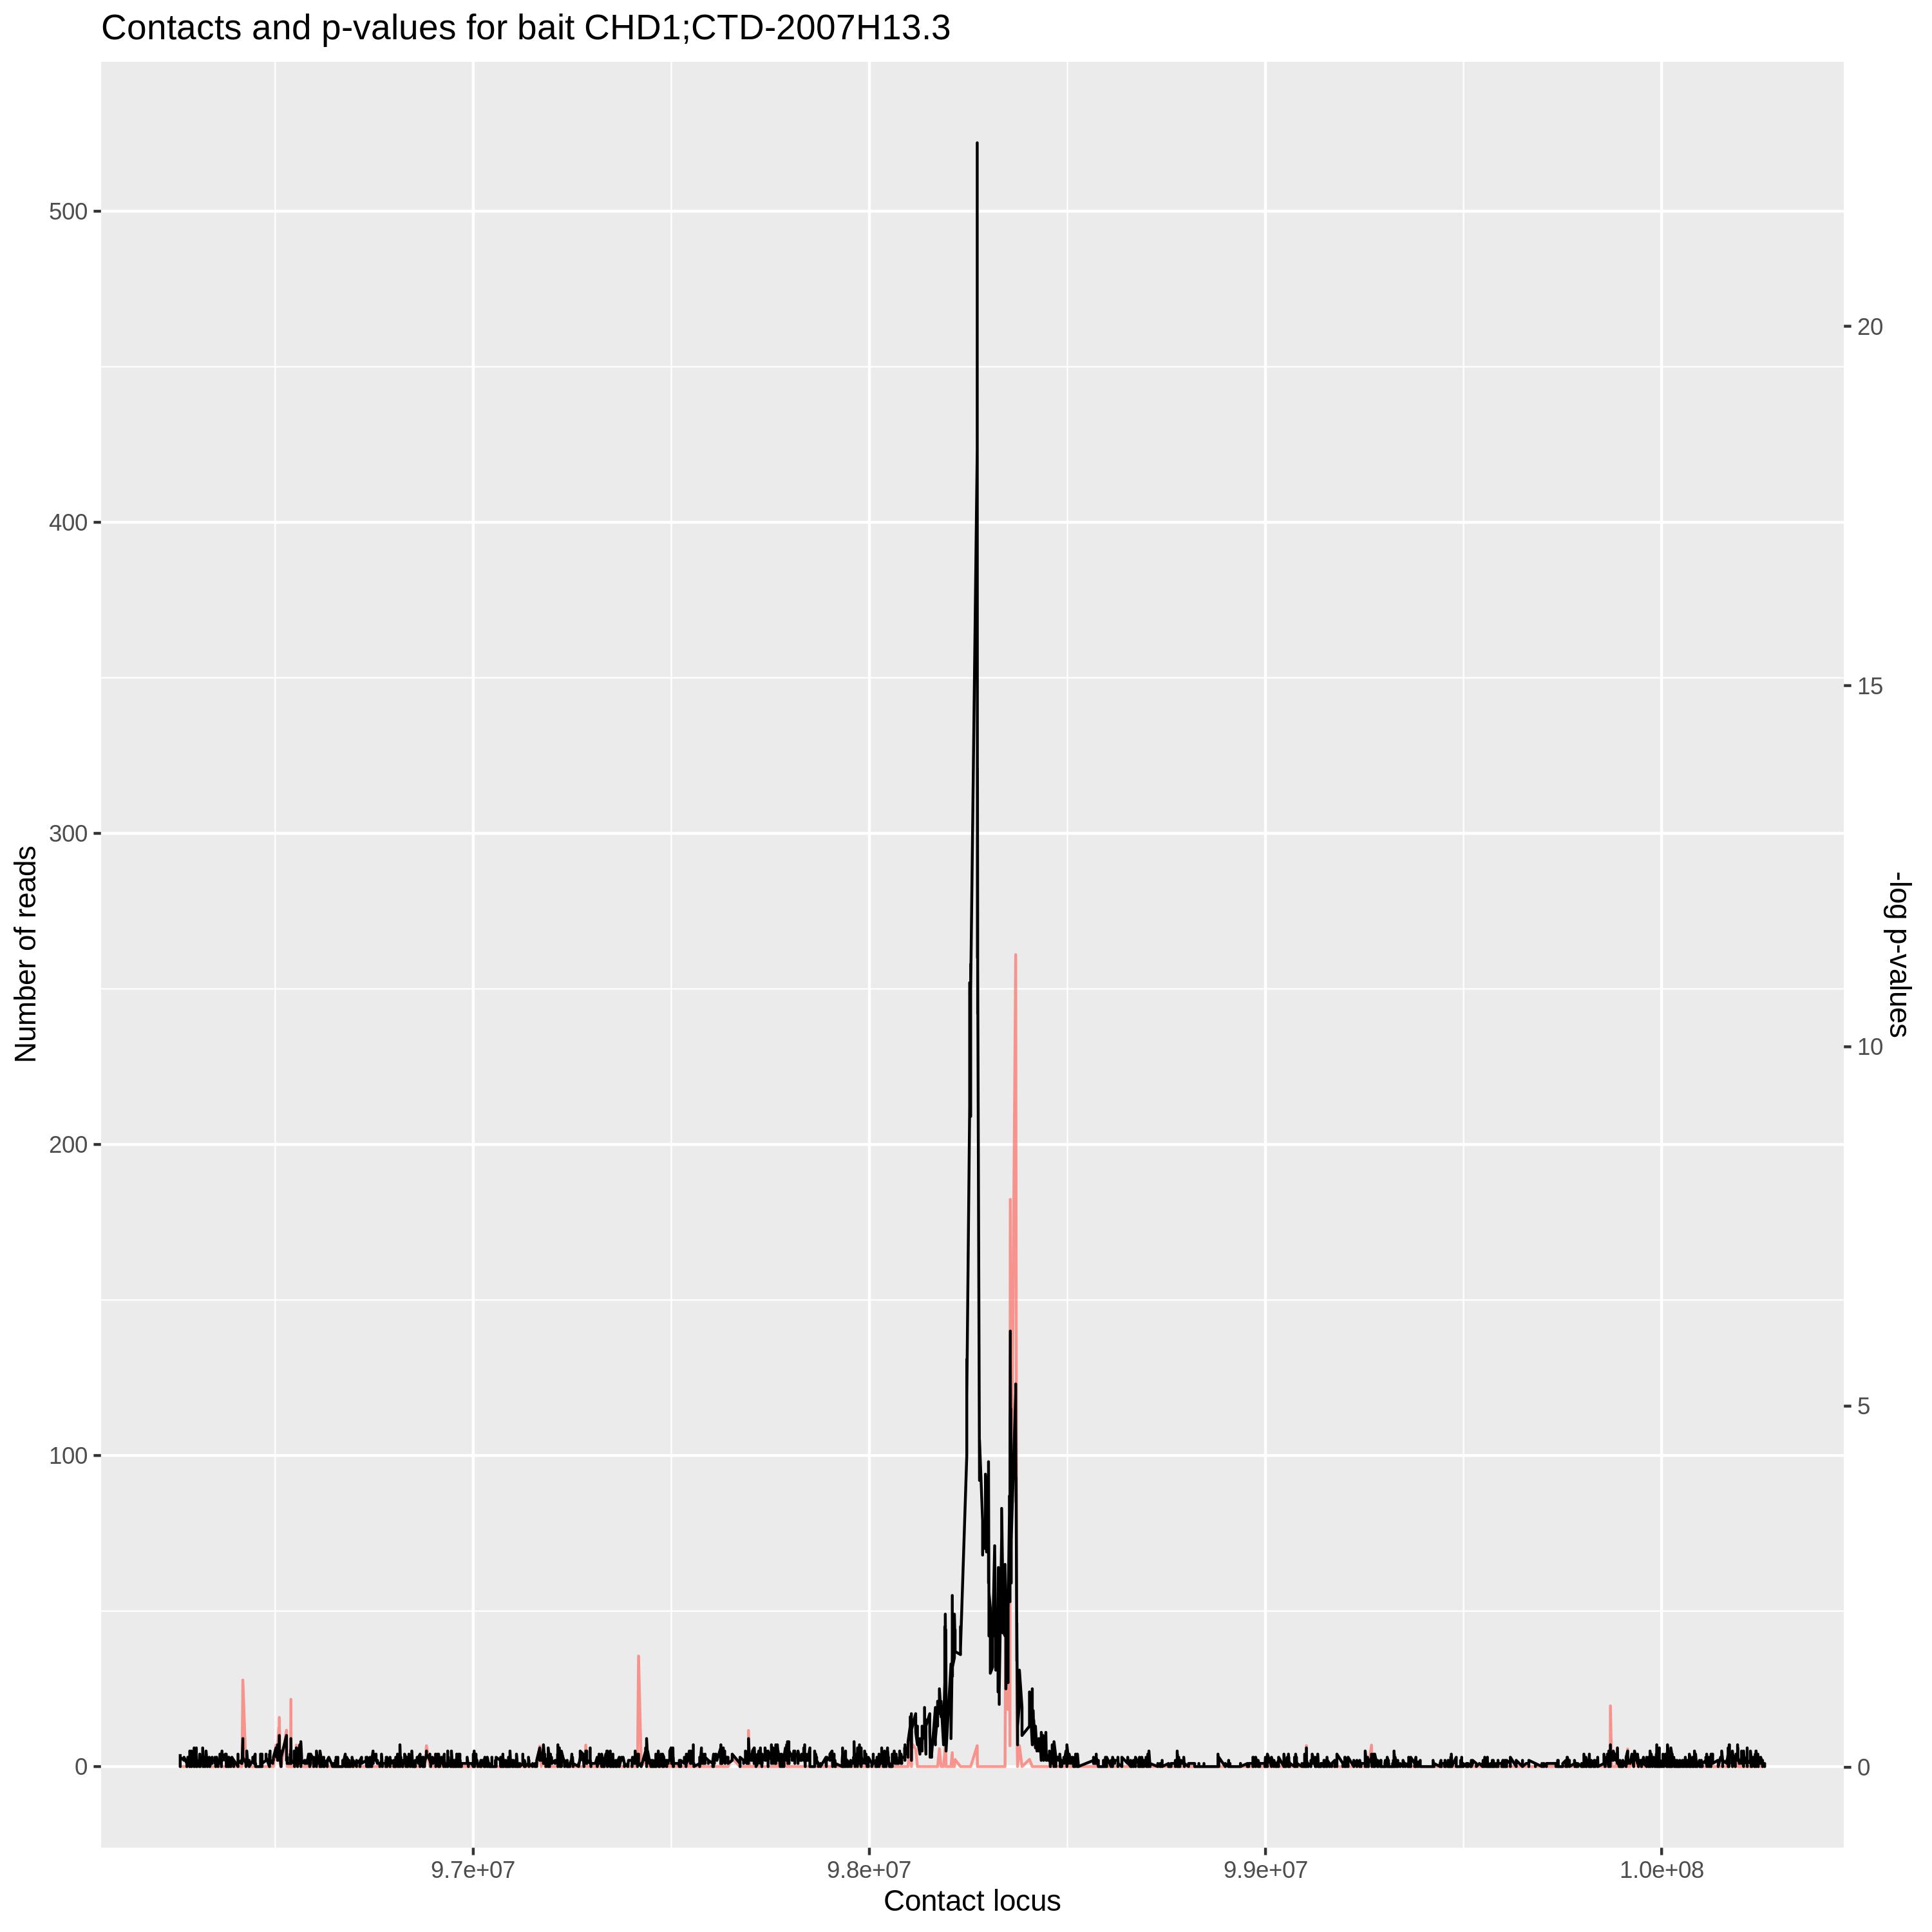 Contacts and p-values for bait CHD1;CTD-2007H13.3
Number of reads
500
400
300
200
100
0
20
15
10
5
0
-log p-values
9.7e+07
9.8e+07
9.9e+07
1.0e+08
Contact locus